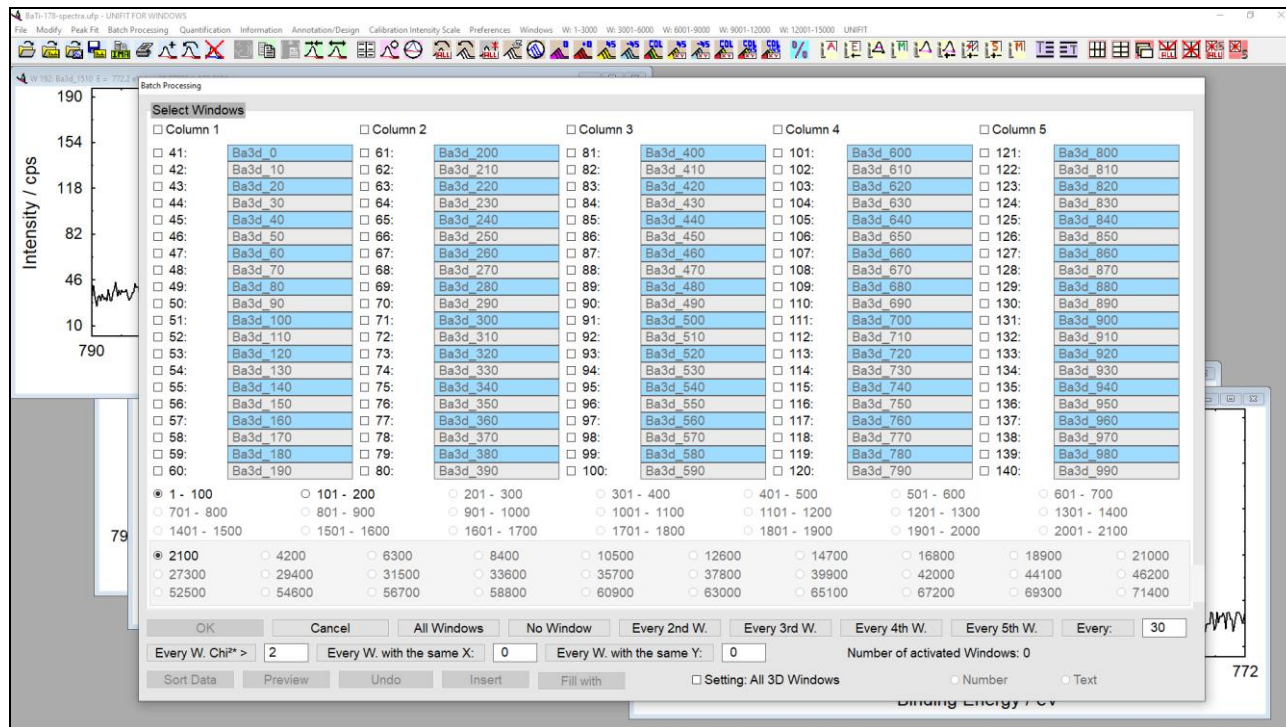 BaTi-178-spectra.ufp - UNIFIT FOR WINDOWS
File Modify Peak Fit Batch Processing Quantification Information Annotation/Design Calibration Intensity Scale Preferences Windows W: 1-3000 W: 3001-6000 W: 6001-9000 W: 9001-12000 W: 12001-15000 UNIFIT
W 192: Ba3d_1510 E = 772.2 e
Batch Processing
Select Windows
Column 1 Column 2 Column 3 Column 4 Column 5
41: Ba3d_0 61: Ba3d_200 81: Ba3d_400 101: Ba3d_600 121: Ba3d_800
42: Ba3d_10 62: Ba3d_210 82: Ba3d_410 102: Ba3d_610 122: Ba3d_810
43: Ba3d_20 63: Ba3d_220 83: Ba3d_420 103: Ba3d_620 123: Ba3d_820
44: Ba3d_30 64: Ba3d_230 84: Ba3d_430 104: Ba3d_630 124: Ba3d_830
45: Ba3d_40 65: Ba3d_240 85: Ba3d_440 105: Ba3d_640 125: Ba3d_840
46: Ba3d_50 66: Ba3d_250 86: Ba3d_450 106: Ba3d_650 126: Ba3d_850
47: Ba3d_60 67: Ba3d_260 87: Ba3d_460 107: Ba3d_660 127: Ba3d_860
48: Ba3d_70 68: Ba3d_270 88: Ba3d_470 108: Ba3d_670 128: Ba3d_870
49: Ba3d_80 69: Ba3d_280 89: Ba3d_480 109: Ba3d_680 129: Ba3d_880
50: Ba3d_90 70: Ba3d_290 90: Ba3d_490 110: Ba3d_690 130: Ba3d_890
51: Ba3d_100 71: Ba3d_300 91: Ba3d_500 111: Ba3d_700 131: Ba3d_900
52: Ba3d_110 72: Ba3d_310 92: Ba3d_510 112: Ba3d_710 132: Ba3d_910
53: Ba3d_120 73: Ba3d_320 93: Ba3d_520 113: Ba3d_720 133: Ba3d_920
54: Ba3d_130 74: Ba3d_330 94: Ba3d_530 114: Ba3d_730 134: Ba3d_930
55: Ba3d_140 75: Ba3d_340 95: Ba3d_540 115: Ba3d_740 135: Ba3d_940
56: Ba3d_150 76: Ba3d_350 96: Ba3d_550 116: Ba3d_750 136: Ba3d_950
57: Ba3d_160 77: Ba3d_360 97: Ba3d_560 117: Ba3d_760 137: Ba3d_960
58: Ba3d_170 78: Ba3d_370 98: Ba3d_570 118: Ba3d_770 138: Ba3d_970
59: Ba3d_180 79: Ba3d_380 99: Ba3d_580 119: Ba3d_780 139: Ba3d_980
60: Ba3d_190 80: Ba3d_390 100: Ba3d_590 120: Ba3d_790 140: Ba3d_990
1 - 100 101 - 200 201 - 300 301 - 400 401 - 500 501 - 600 601 - 700
701 - 800 801 - 900 901 - 1000 1001 - 1100 1101 - 1200 1201 - 1300 1301 - 1400
1401 - 1500 1501 - 1600 1601 - 1700 1701 - 1800 1801 - 1900 1901 - 2000 2001 - 2100
2100 4200 6300 8400 10500 12600 14700 16800 18900 21000
27300 29400 31500 33600 35700 37800 39900 42000 44100 46200
52500 54600 56700 58800 60900 63000 65100 67200 69300 71400
OK Cancel All Windows No Window Every 2nd W. Every 3rd W. Every 4th W. Every 5th W. Every: 30
Every W. Chi²* > 2 Every W. with the same X: 0 Every W. with the same Y: 0 Number of activated Windows: 0
Sort Data Preview Undo Insert Fill with Setting: All 3D Windows Number Text
Intensity / cps
190
154
118
82
46
10
790
79
772
Binding Energy / eV